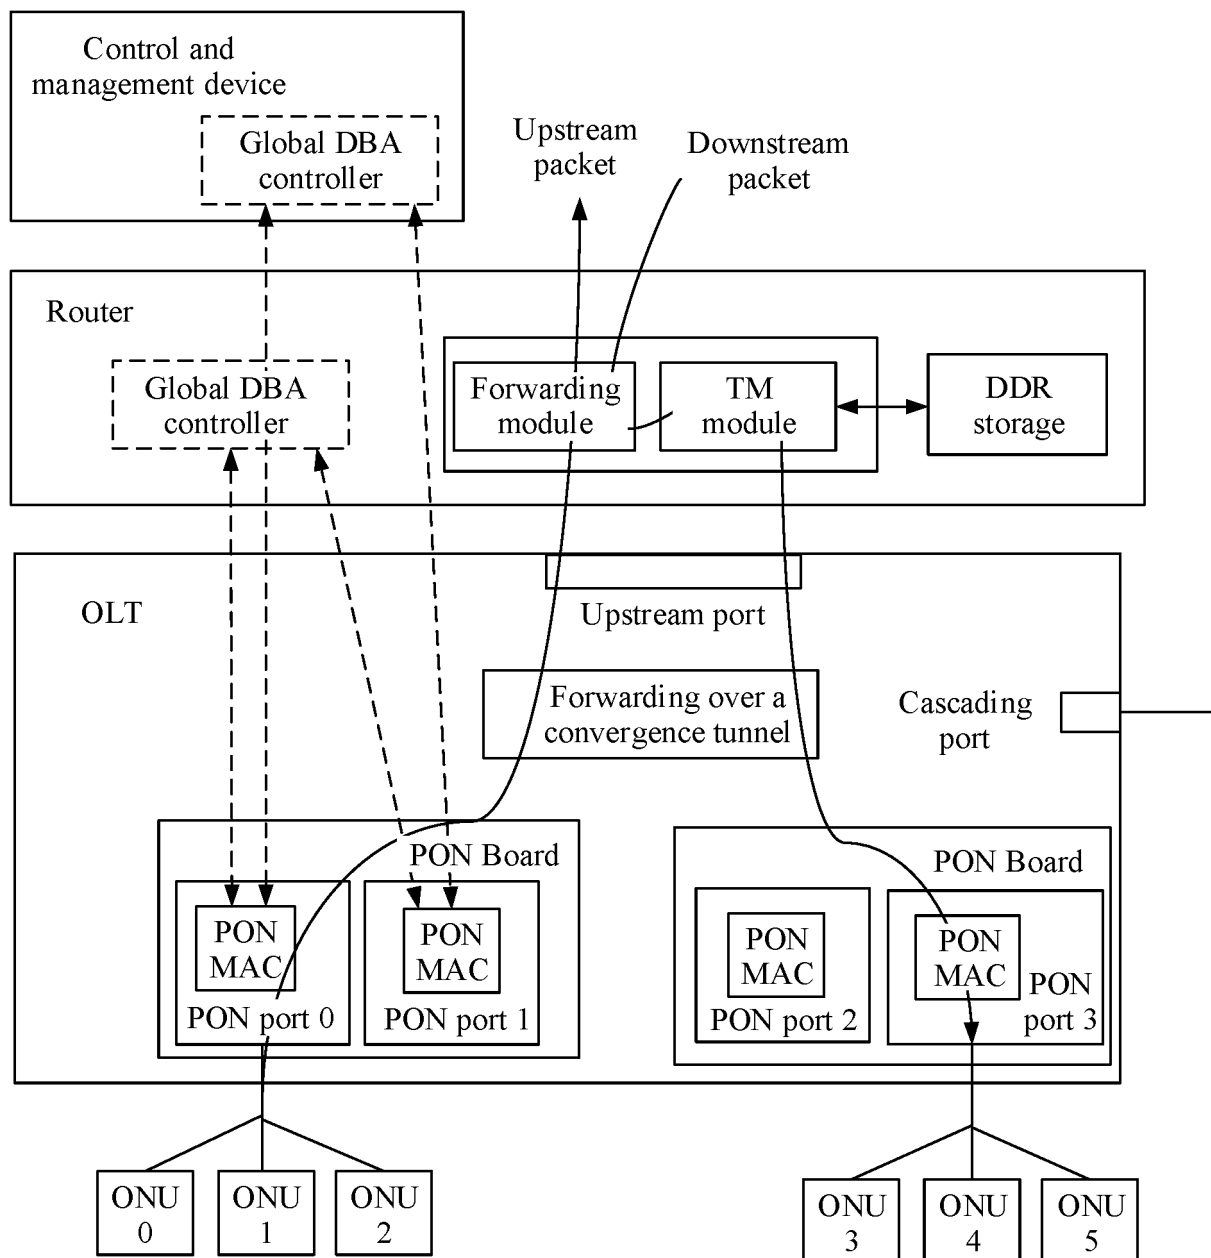 Control and
management device
Global DBA
controller
Upstream
packet
Downstream
packet
Router
Global DBA
controller
Forwarding
module
TM
module
DDR
storage
OLT
Upstream port
Forwarding over a
convergence tunnel
Cascading
port
PON Board
PON
MAC
PON port 0
PON
MAC
PON port 1
PON Board
PON
MAC
PON port 2
PON
MAC
PON
port 3
ONU
0
ONU
1
ONU
2
ONU
3
ONU
4
ONU
5